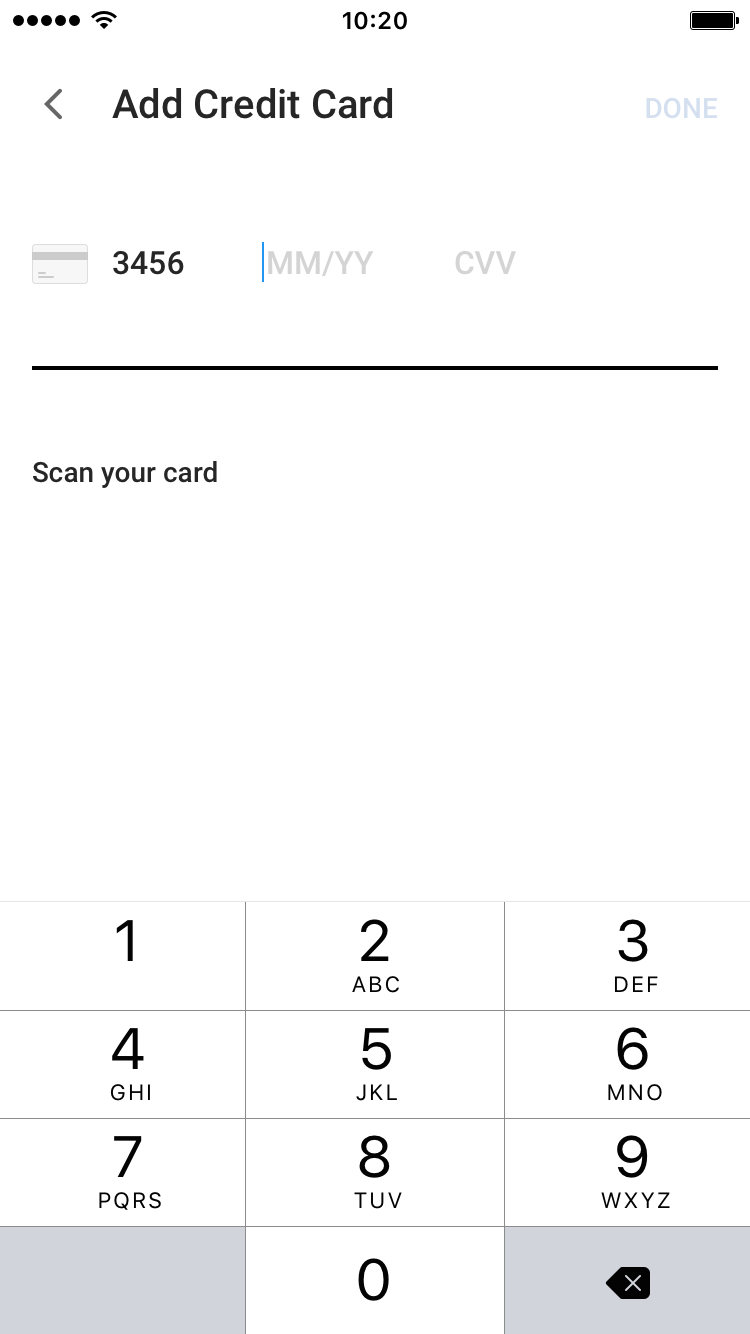 10:20
Add Credit Card
DONE
3456 MM/YY CVV
Scan your card
1 2 3
ABC DEF
4 5 6
GHI JKL MNO
7 8 9
PQRS TUV WXYZ
0